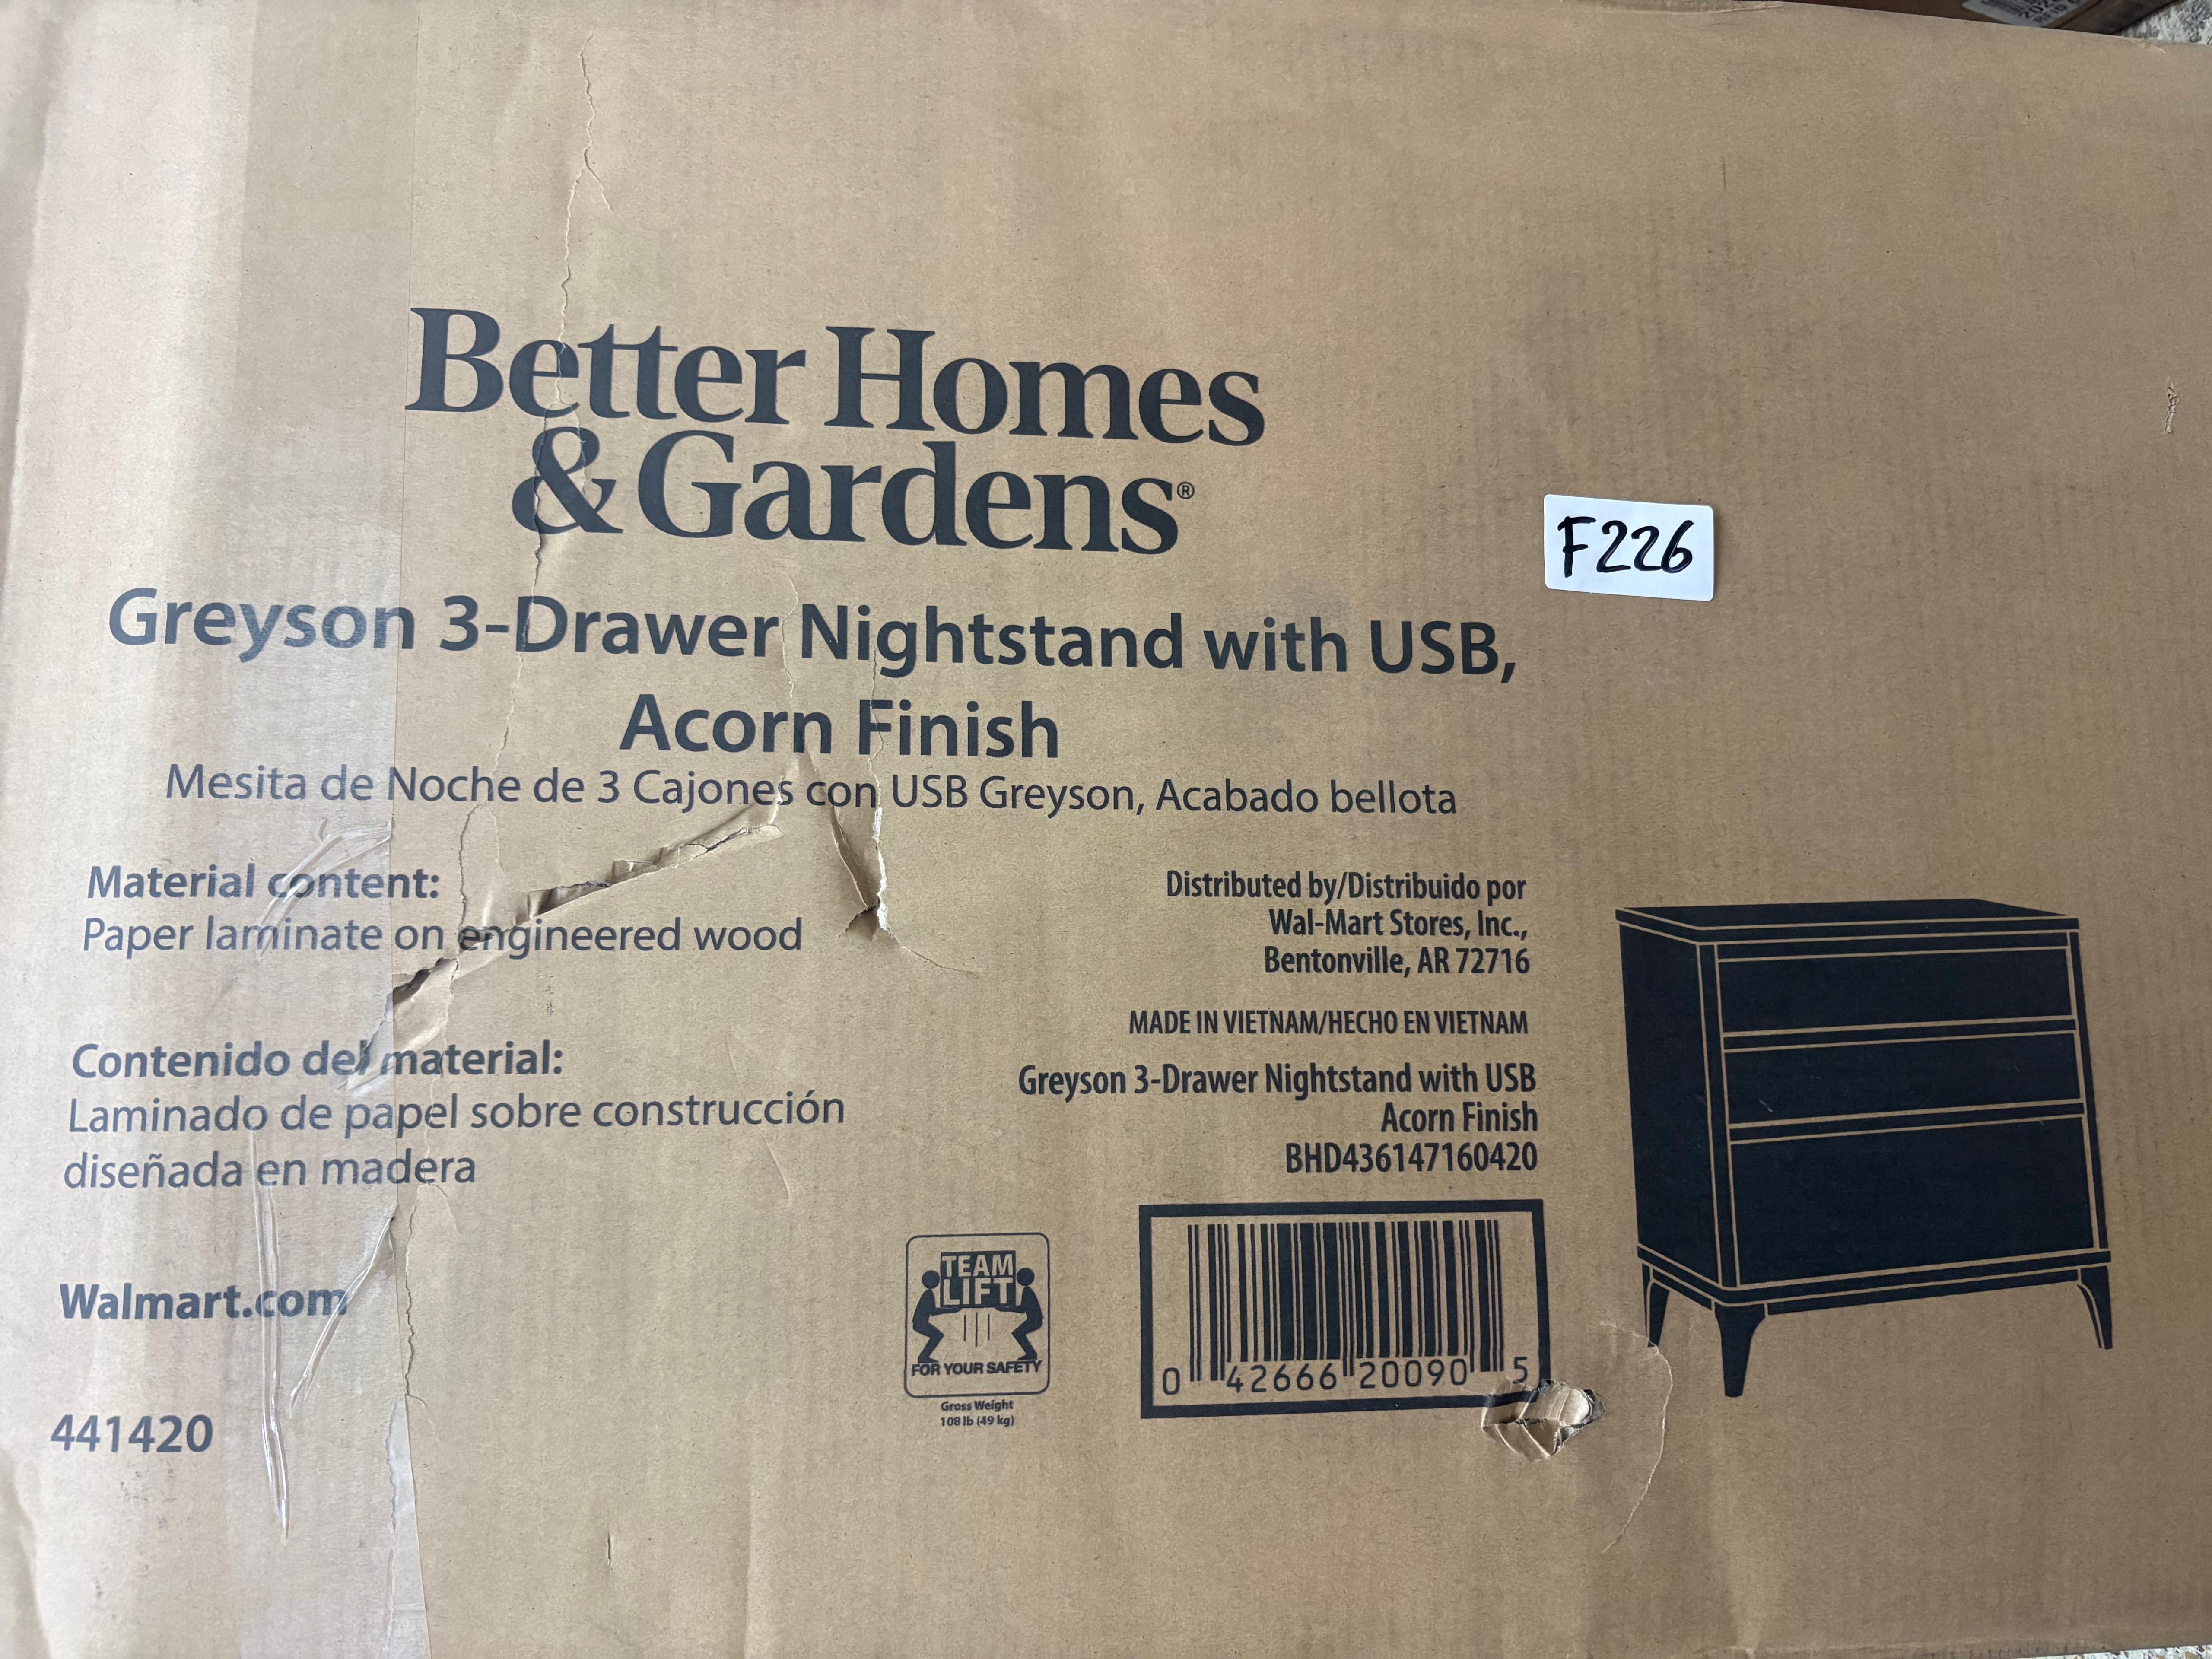 Better Homes
& Gardens®
F226
Greyson 3-Drawer Nightstand with USB,
Acorn Finish
Mesita de Noche de 3 Cajones con USB Greyson, Acabado bellota
Material content:
Paper laminate on engineered wood
Contenido del material:
Laminado de papel sobre construcción
diseñada en madera
Walmart.com
441420
Distributed by/Distribuido por
Wal-Mart Stores, Inc.,
Bentonville, AR 72716
MADE IN VIETNAM/HECHO EN VIETNAM
Greyson 3-Drawer Nightstand with USB
Acorn Finish
BHD436147160420
TEAM
LIFT
FOR YOUR SAFETY
Gross Weight
108 lb (49 kg)
0 42666 20090 5